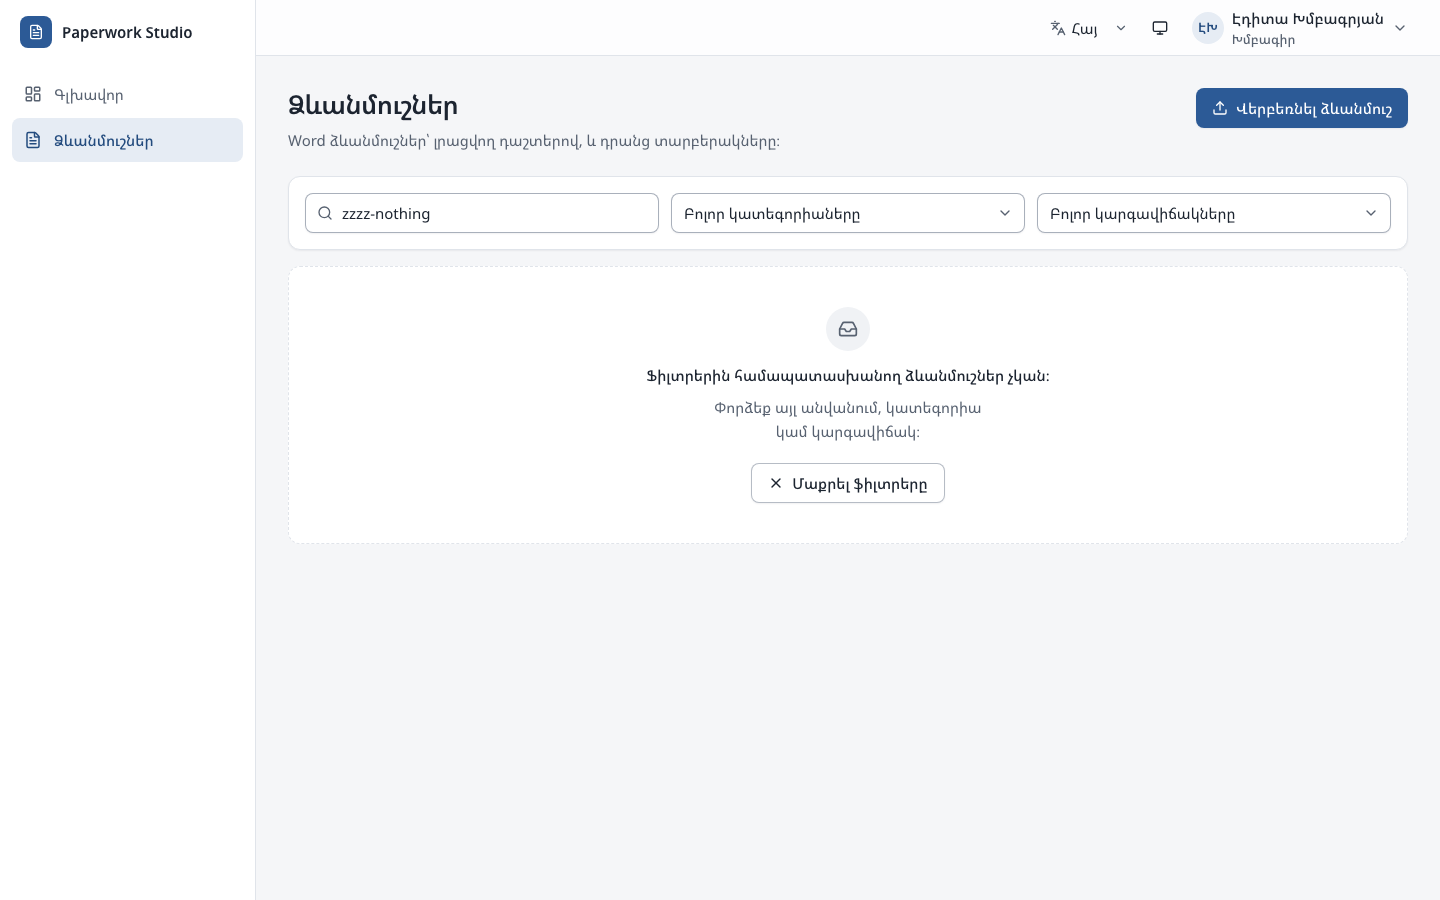 Paperwork Studio
Հայ
ԷԽ
Էդիտա Խմբագրյան
Խմբագիր
Գլխավոր
Ձևանմուշներ
Ձևանմուշներ
Word ձևանմուշներ՝ լրացվող դաշտերով, և դրանց տարբերակները։
Վերբեռնել ձևանմուշ
zzzz-nothing
Բոլոր կատեգորիաները
Բոլոր կարգավիճակները
Ֆիլտրերին համապատասխանող ձևանմուշներ չկան։
Փորձեք այլ անվանում, կատեգորիա
կամ կարգավիճակ։
Մաքրել ֆիլտրերը